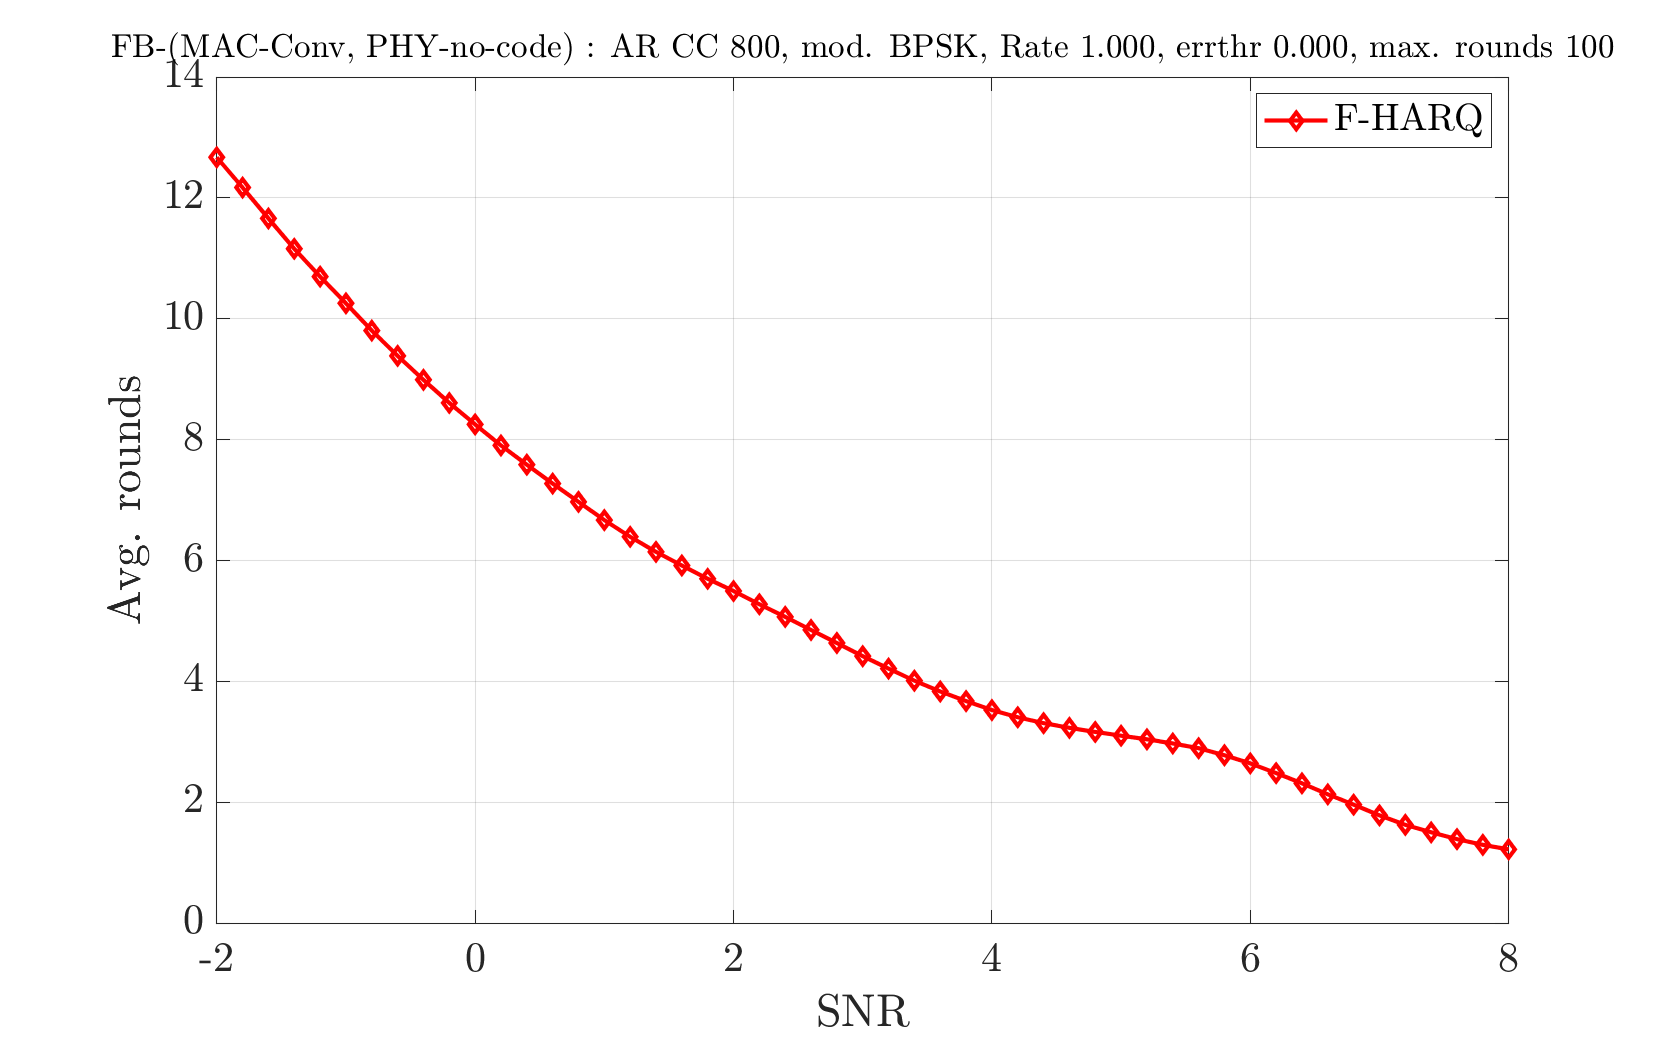 FB-(MAC-Conv, PHY-no-code) : AR CC 800, mod. BPSK, Rate 1.000, errthr 0.000, max. rounds 100
F-HARQ
14
12
10
8
6
4
2
0
Avg. rounds
-2 0 2 4 6 8
SNR